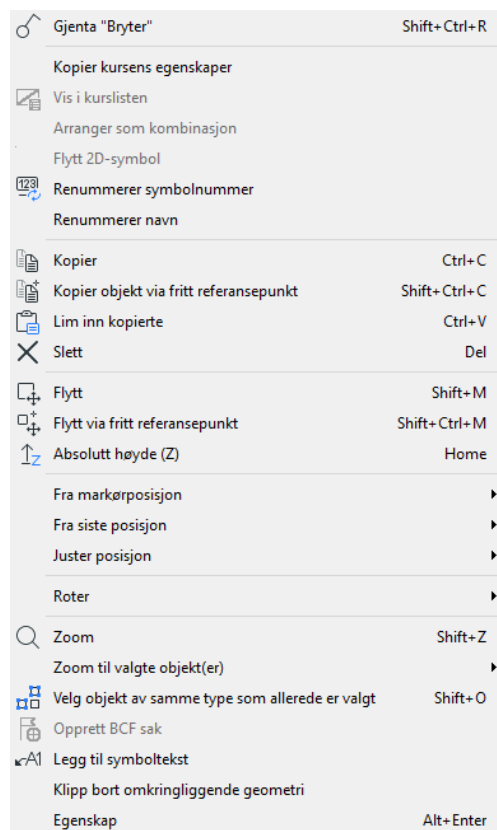 Gjenta "Bryter" Shift+Ctrl+R
Kopier kursens egenskaper
Vis i kurslisten
Arranger som kombinasjon
Flytt 2D-symbol
123 Renummerer symbolnummer
Renummerer navn
Kopier Ctrl+C
Kopier objekt via fritt referansepunkt Shift+Ctrl+C
Lim inn kopierte Ctrl+V
Slett Del
Flytt Shift+M
Flytt via fritt referansepunkt Shift+Ctrl+M
Z Absolutt høyde (Z) Home
Fra markørposisjon
Fra siste posisjon
Juster posisjon
Roter
Zoom Shift+Z
Zoom til valgte objekt(er)
Velg objekt av samme type som allerede er valgt Shift+O
Opprett BCF sak
A1 Legg til symboltekst
Klipp bort omkringliggende geometri
Egenskap Alt+Enter